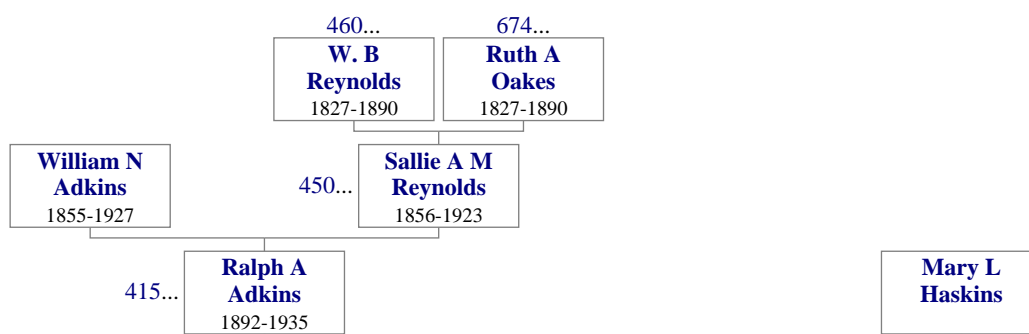 460...
674...
W. B
Reynolds
1827-1890
Ruth A
Oakes
1827-1890
William N
Adkins
1855-1927
450...
Sallie A M
Reynolds
1856-1923
415...
Ralph A
Adkins
1892-1935
Mary L
Haskins